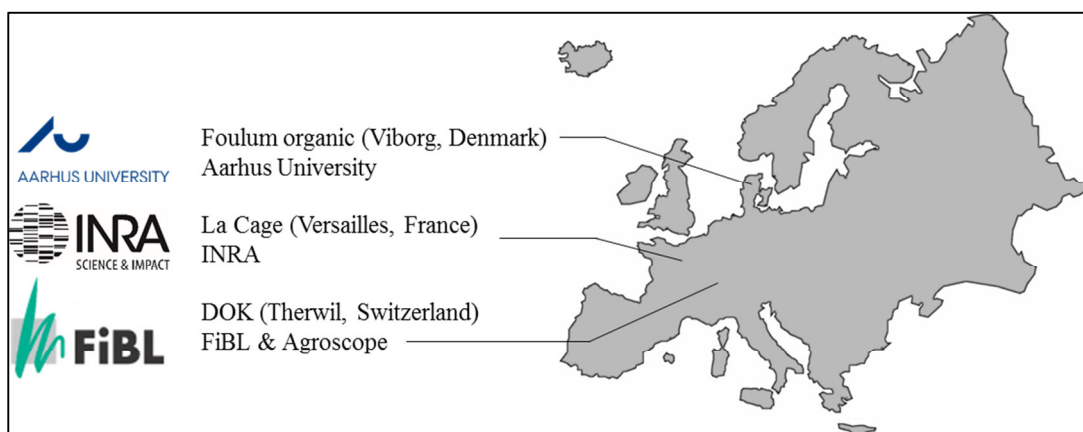 AARHUS UNIVERSITY
Foulum organic (Viborg, Denmark)
Aarhus University
INRA
SCIENCE & IMPACT
La Cage (Versailles, France)
INRA
FiBL
DOK (Therwil, Switzerland)
FiBL & Agroscope